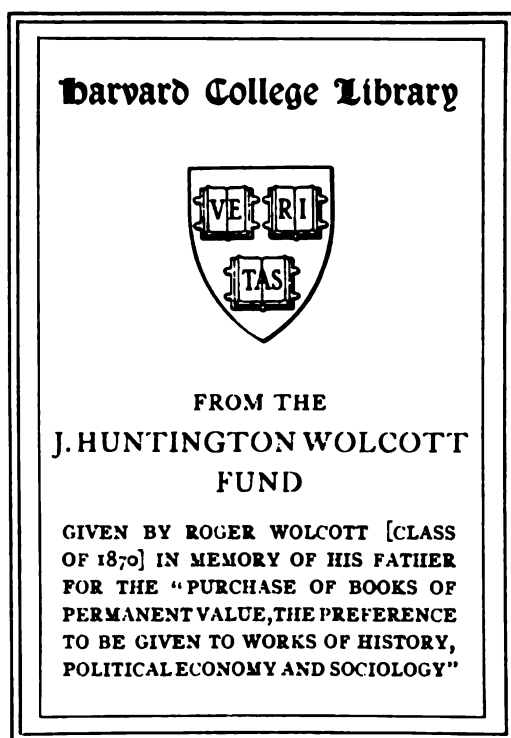 Harvard College Library
VE RI
TAS
FROM THE
J. HUNTINGTON WOLCOTT
FUND
GIVEN BY ROGER WOLCOTT [CLASS
OF 1870] IN MEMORY OF HIS FATHER
FOR THE "PURCHASE OF BOOKS OF
PERMANENT VALUE, THE PREFERENCE
TO BE GIVEN TO WORKS OF HISTORY,
POLITICAL ECONOMY AND SOCIOLOGY"